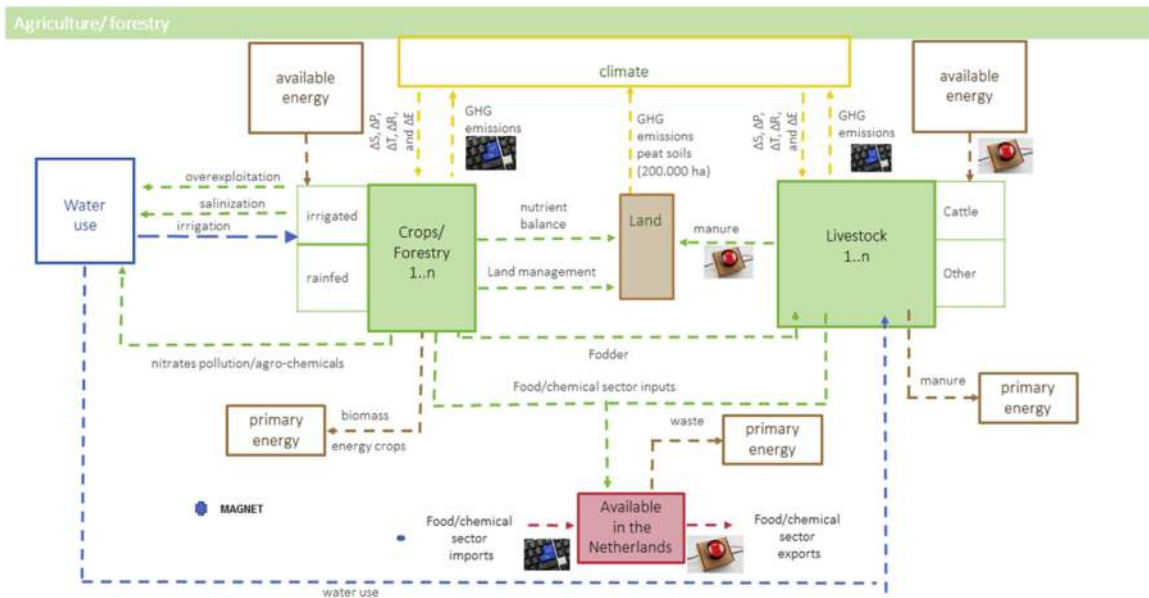 Agriculture/ forestry
available
energy
climate
available
energy
ΔS, ΔP,
ΔT, ΔR,
and ΔE
GHG
emissions
GHG
emissions
peat soils
(200.000 ha)
ΔS, ΔP,
ΔT, ΔR,
and ΔE
GHG
emissions
Water
use
overexploitation
salinization
irrigation
irrigated
rainfed
Crops/
Forestry
1..n
nutrient
balance
Land management
Land
manure
Livestock
1..n
Cattle
Other
nitrates pollution/agro-chemicals
Fodder
Food/chemical sector inputs
biomass
energy crops
primary
energy
waste
primary
energy
manure
primary
energy
MAGNET
Food/chemical
sector
imports
Available
in the
Netherlands
Food/chemical
sector
exports
water use